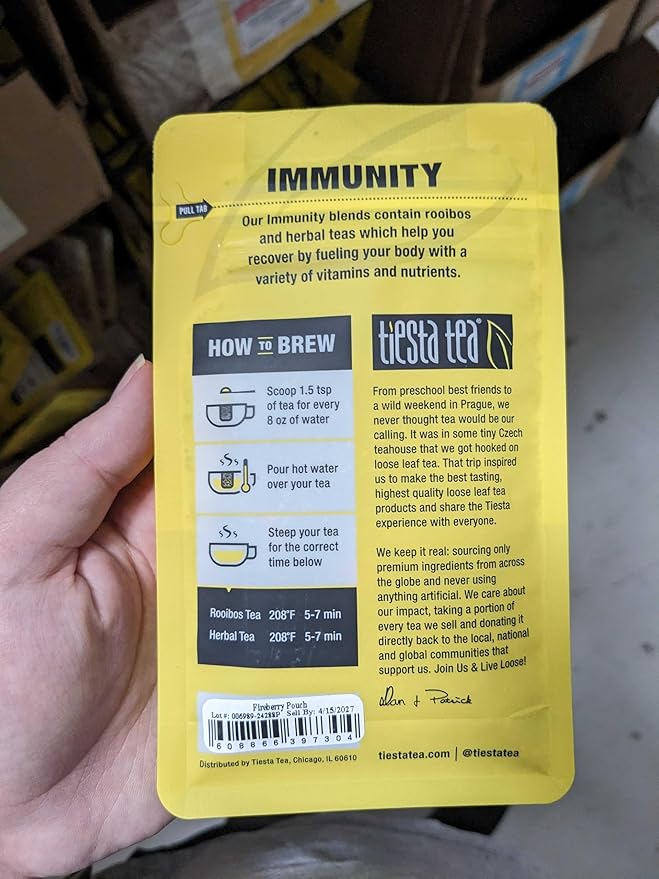 IMMUNITY
PULL TAB
Our Immunity blends contain rooibos
and herbal teas which help you
recover by fueling your body with a
variety of vitamins and nutrients.
HOW TO BREW
Scoop 1.5 tsp
of tea for every
8 oz of water
Pour hot water
over your tea
Steep your tea
for the correct
time below
Rooibos Tea 208°F 5-7 min
Herbal Tea 208°F 5-7 min
tiesta tea®
From preschool best friends to
a wild weekend in Prague, we
never thought tea would be our
calling. It was in some tiny Czech
teahouse that we got hooked on
loose leaf tea. That trip inspired
us to make the best tasting,
highest quality loose leaf tea
products and share the Tiesta
experience with everyone.
We keep it real: sourcing only
premium ingredients from across
the globe and never using
anything artificial. We care about
our impact, taking a portion of
every tea we sell and donating it
directly back to the local, national
and global communities that
support us. Join Us & Live Loose!
Dan & Patrick
Fireberry Pouch
Lot#: 006989-24288P Sell By: 4/15/2027
608866397304
Distributed by Tiesta Tea, Chicago, IL 60610
tiestatea.com | @tiestatea